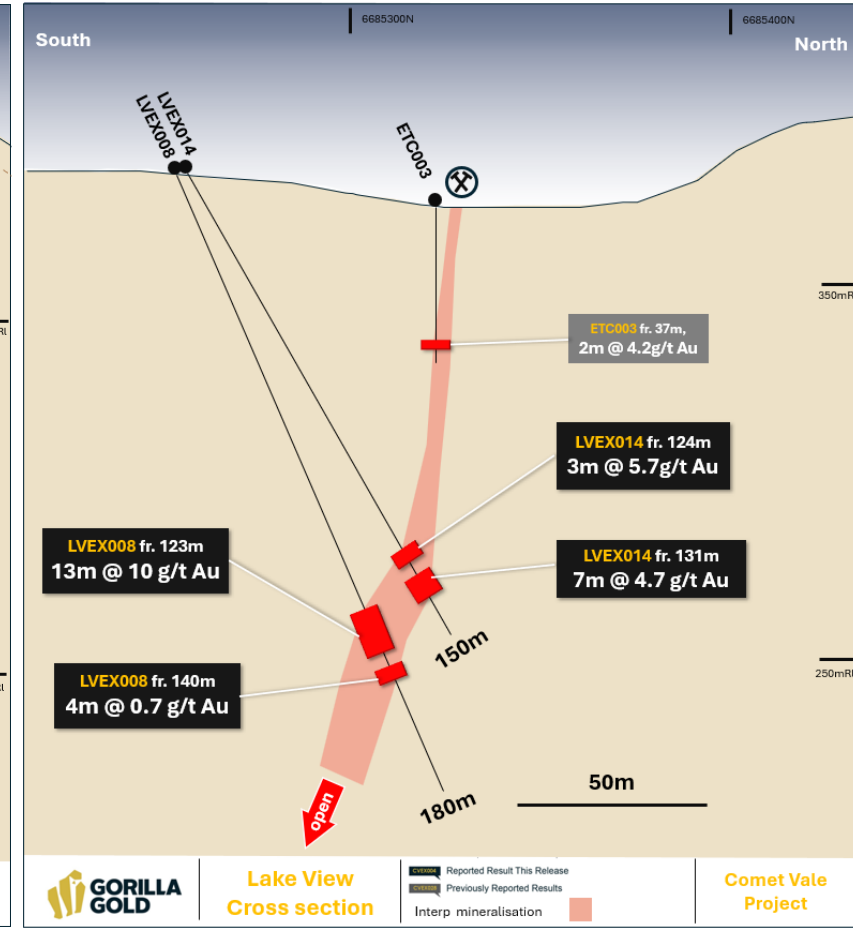 6685300N
6685400N
South
North
LVEX008
LVEX014
ETC003
350mR
Rl
ETC003 fr. 37m,
2m @ 4.2g/t Au
LVEX014 fr. 124m
3m @ 5.7g/t Au
LVEX008 fr. 123m
13m @ 10 g/t Au
LVEX014 fr. 131m
7m @ 4.7 g/t Au
150m
LVEX008 fr. 140m
4m @ 0.7 g/t Au
250mRl
180m
50m
open
GORILLA
GOLD
Lake View
Cross section
CVEX004 Reported Result This Release
Previously Reported Results
Interp mineralisation
Comet Vale
Project